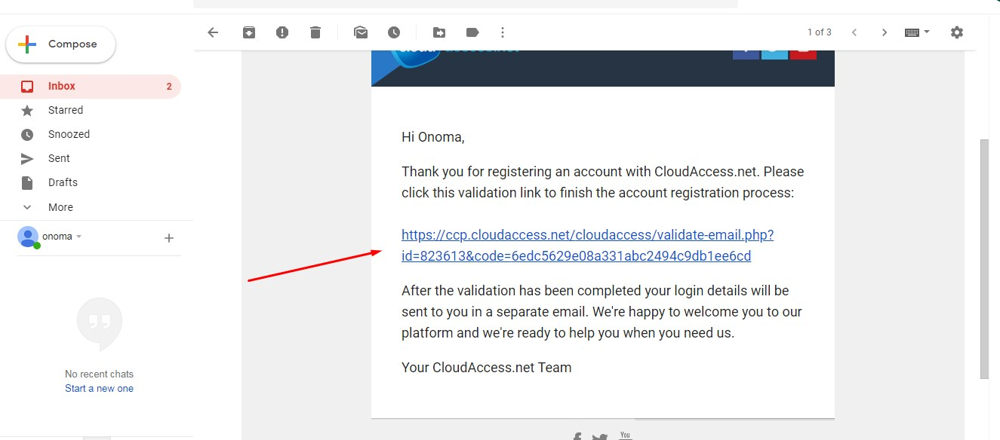 1 of 3
Compose
Inbox 2
Starred
Snoozed
Sent
Drafts
More
onoma
No recent chats
Start a new one
Hi Onoma,
Thank you for registering an account with CloudAccess.net. Please
click this validation link to finish the account registration process:
https://ccp.cloudaccess.net/cloudaccess/validate-email.php?
id=823613&code=6edc5629e08a331abc2494c9db1ee6cd
After the validation has been completed your login details will be
sent to you in a separate email. We're happy to welcome you to our
platform and we're ready to help you when you need us.
Your CloudAccess.net Team
You